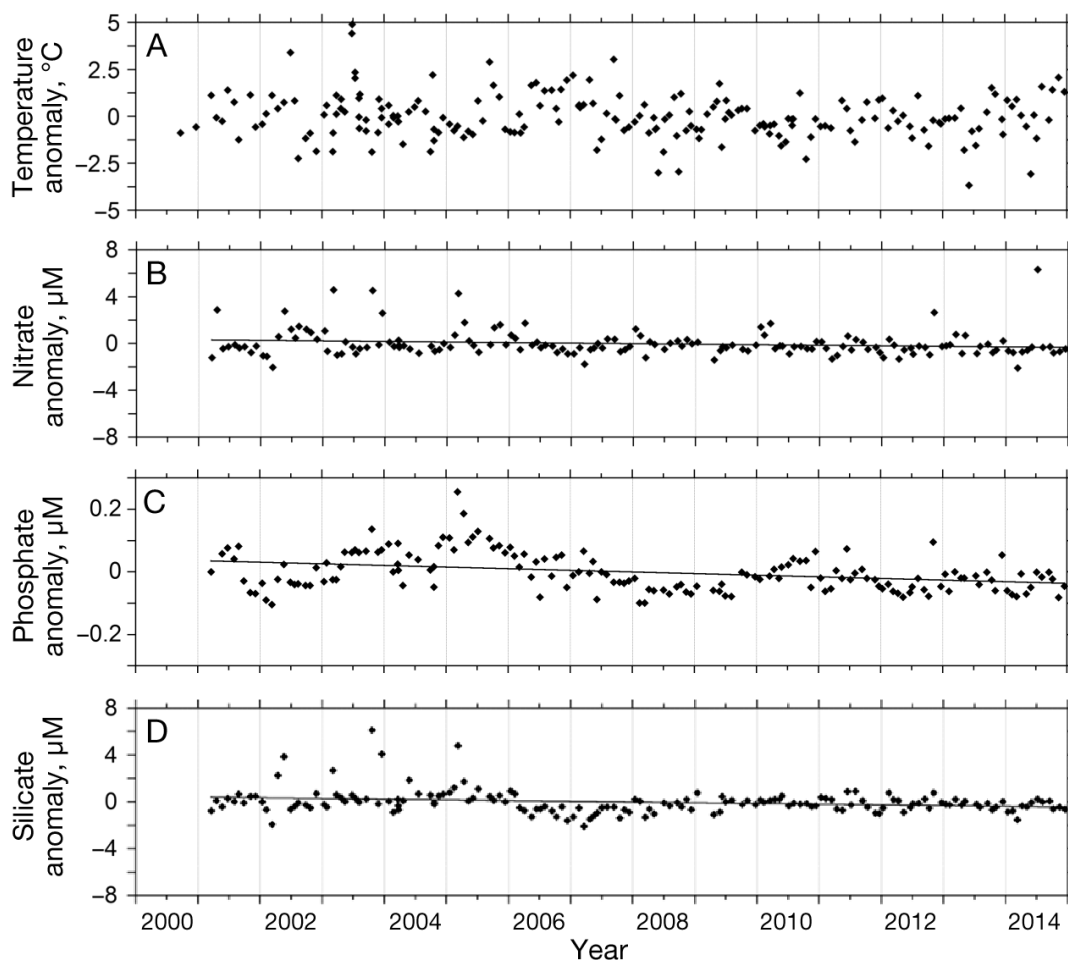 A
Temperature
anomaly, °C
5
2.5
0
−2.5
−5
B
Nitrate
anomaly, µM
8
4
0
−4
−8
C
Phosphate
anomaly, µM
0.2
0
−0.2
D
Silicate
anomaly, µM
8
4
0
−4
−8
2000 2002 2004 2006 2008 2010 2012 2014
Year